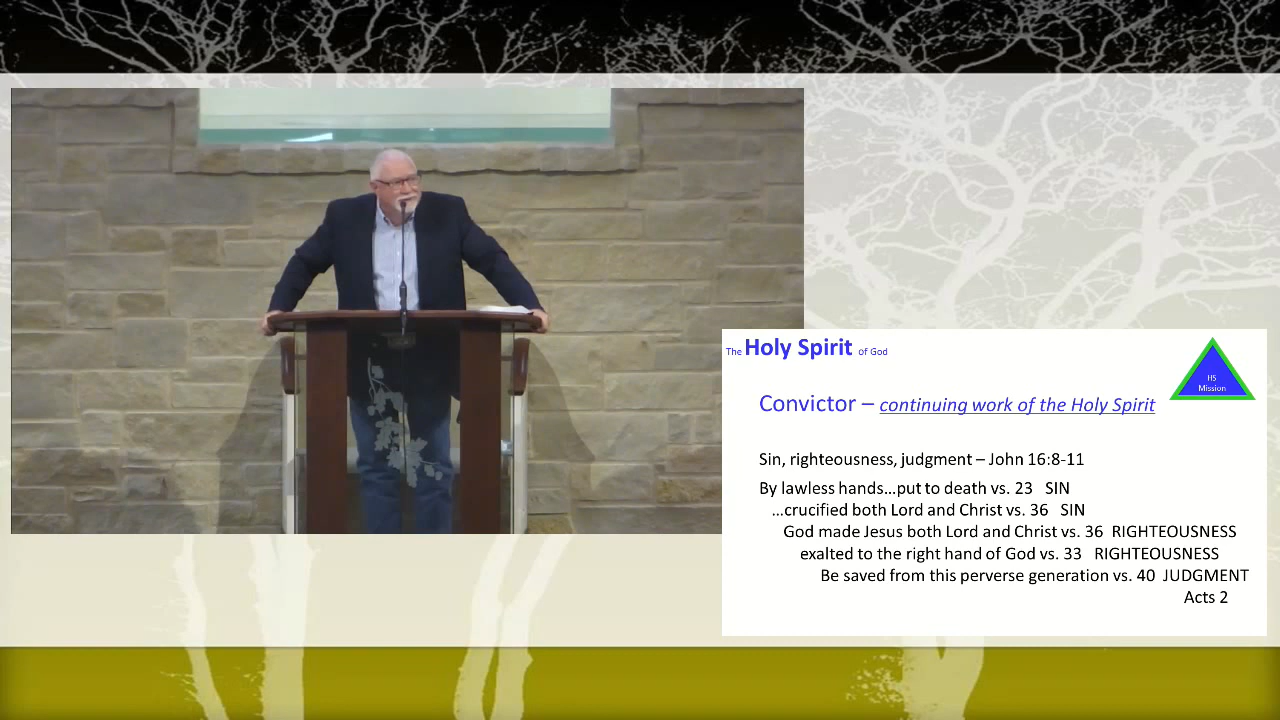 The Holy Spirit of God
HS
Mission
Convictor – continuing work of the Holy Spirit
Sin, righteousness, judgment – John 16:8-11
By lawless hands...put to death vs. 23 SIN
...crucified both Lord and Christ vs. 36 SIN
God made Jesus both Lord and Christ vs. 36 RIGHTEOUSNESS
exalted to the right hand of God vs. 33 RIGHTEOUSNESS
Be saved from this perverse generation vs. 40 JUDGMENT
Acts 2